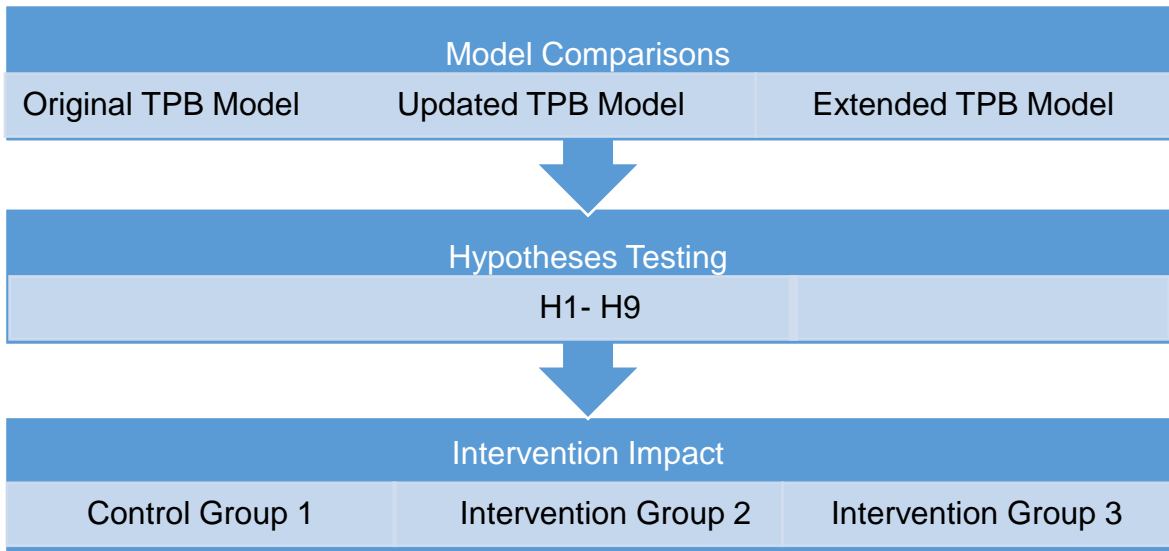 Model Comparisons
Original TPB Model Updated TPB Model Extended TPB Model
Hypotheses Testing
H1- H9
Intervention Impact
Control Group 1 Intervention Group 2 Intervention Group 3